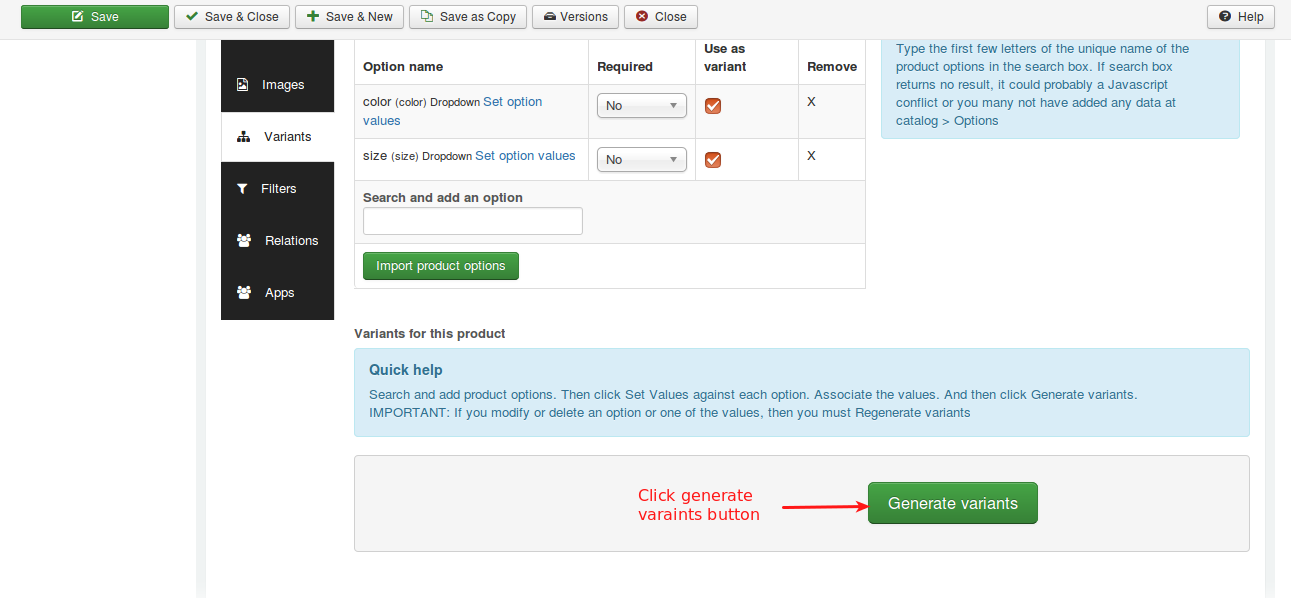 Save
Save & Close
Save & New
Save as Copy
Versions
Close
Help
Images
Variants
Filters
Relations
Apps
Option name
Required
Use as
variant
Remove
color (color) Dropdown Set option
values
No
X
size (size) Dropdown Set option values
No
X
Search and add an option
Import product options
Type the first few letters of the unique name of the
product options in the search box. If search box
returns no result, it could probably a Javascript
conflict or you many not have added any data at
catalog > Options
Variants for this product
Quick help
Search and add product options. Then click Set Values against each option. Associate the values. And then click Generate variants.
IMPORTANT: If you modify or delete an option or one of the values, then you must Regenerate variants
Click generate
varaints button
Generate variants